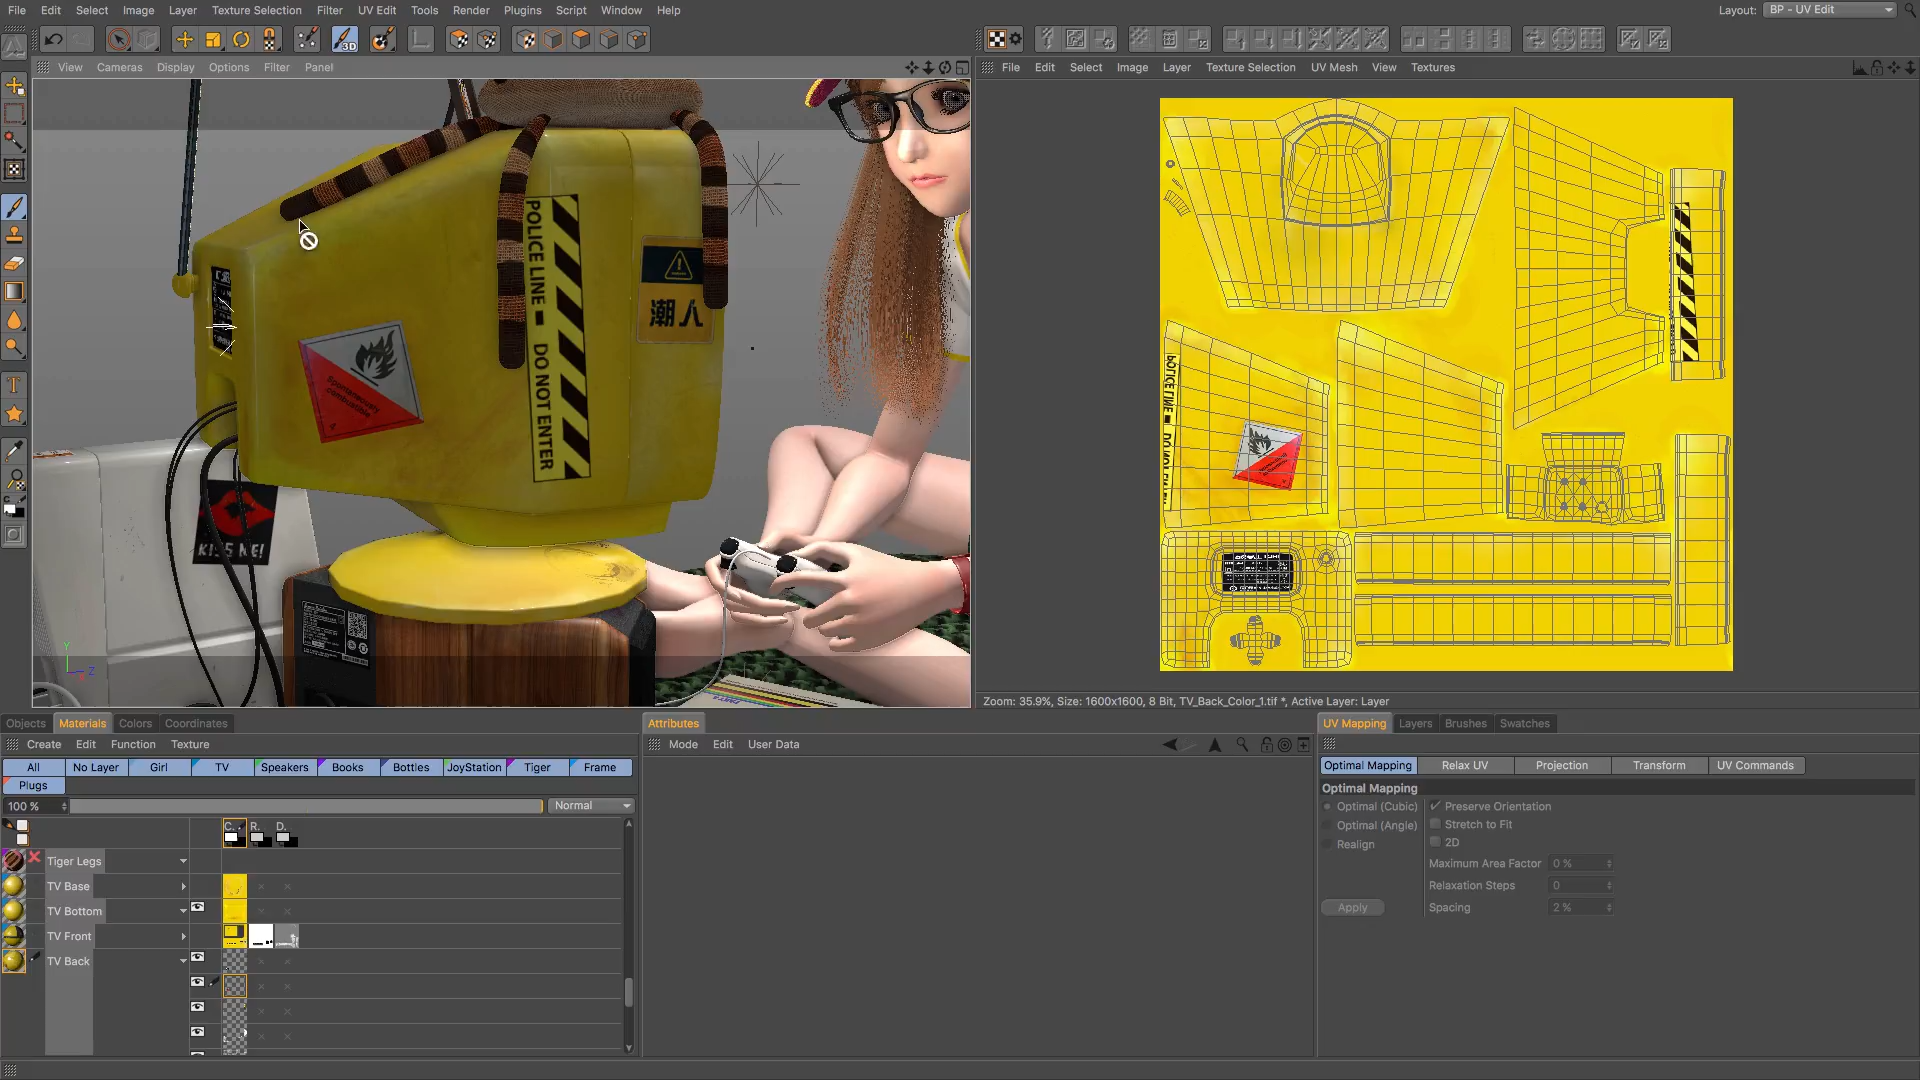 File Edit Select Image Layer Texture Selection Filter UV Edit Tools Render Plugins Script Window Help
Layout: BP - UV Edit
View Cameras Display Options Filter Panel
File Edit Select Image Layer Texture Selection UV Mesh View Textures
3D
POLICE LINE DO NOT ENTER
潮人
Spontaneously
combustible
KISS ME!
Y
Z
Zoom: 35.9%, Size: 1600x1600, 8 Bit, TV_Back_Color_1.tif *, Active Layer: Layer
Objects Materials Colors Coordinates
Attributes
UV Mapping Layers Brushes Swatches
Create Edit Function Texture
Mode Edit User Data
All No Layer Girl TV Speakers Books Bottles JoyStation Tiger Frame
Plugs
100 %
Normal
C. R. D.
Tiger Legs
TV Base
TV Bottom
TV Front
TV Back
Optimal Mapping Relax UV Projection Transform UV Commands
Optimal Mapping
Optimal (Cubic) Preserve Orientation
Optimal (Angle) Stretch to Fit
Realign 2D
Maximum Area Factor 0 %
Relaxation Steps 0
Apply Spacing 2 %